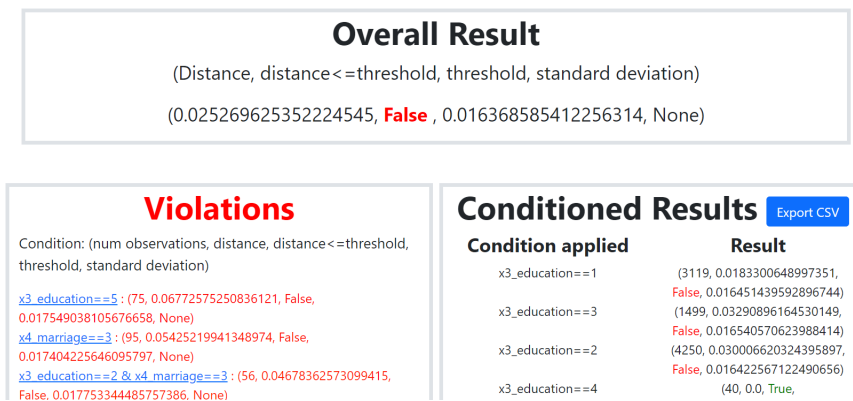 Overall Result
(Distance, distance<=threshold, threshold, standard deviation)
(0.025269625352224545, False , 0.016368585412256314, None)
Violations
Condition: (num observations, distance, distance<=threshold,
threshold, standard deviation)
x3_education==5 : (75, 0.06772575250836121, False,
0.017549038105676658, None)
x4_marriage==3 : (95, 0.05425219941348974, False,
0.017404225646095797, None)
x3_education==2 & x4_marriage==3 : (56, 0.04678362573099415,
False, 0.017753344485757386, None)
Conditioned Results
Export CSV
Condition applied
Result
x3_education==1
(3119, 0.0183300648997351,
False, 0.016451439592896744)
x3_education==3
(1499, 0.03290896164530149,
False, 0.016540570623988414)
x3_education==2
(4250, 0.030006620324395897,
False, 0.016422567122490656)
x3_education==4
(40, 0.0, True,